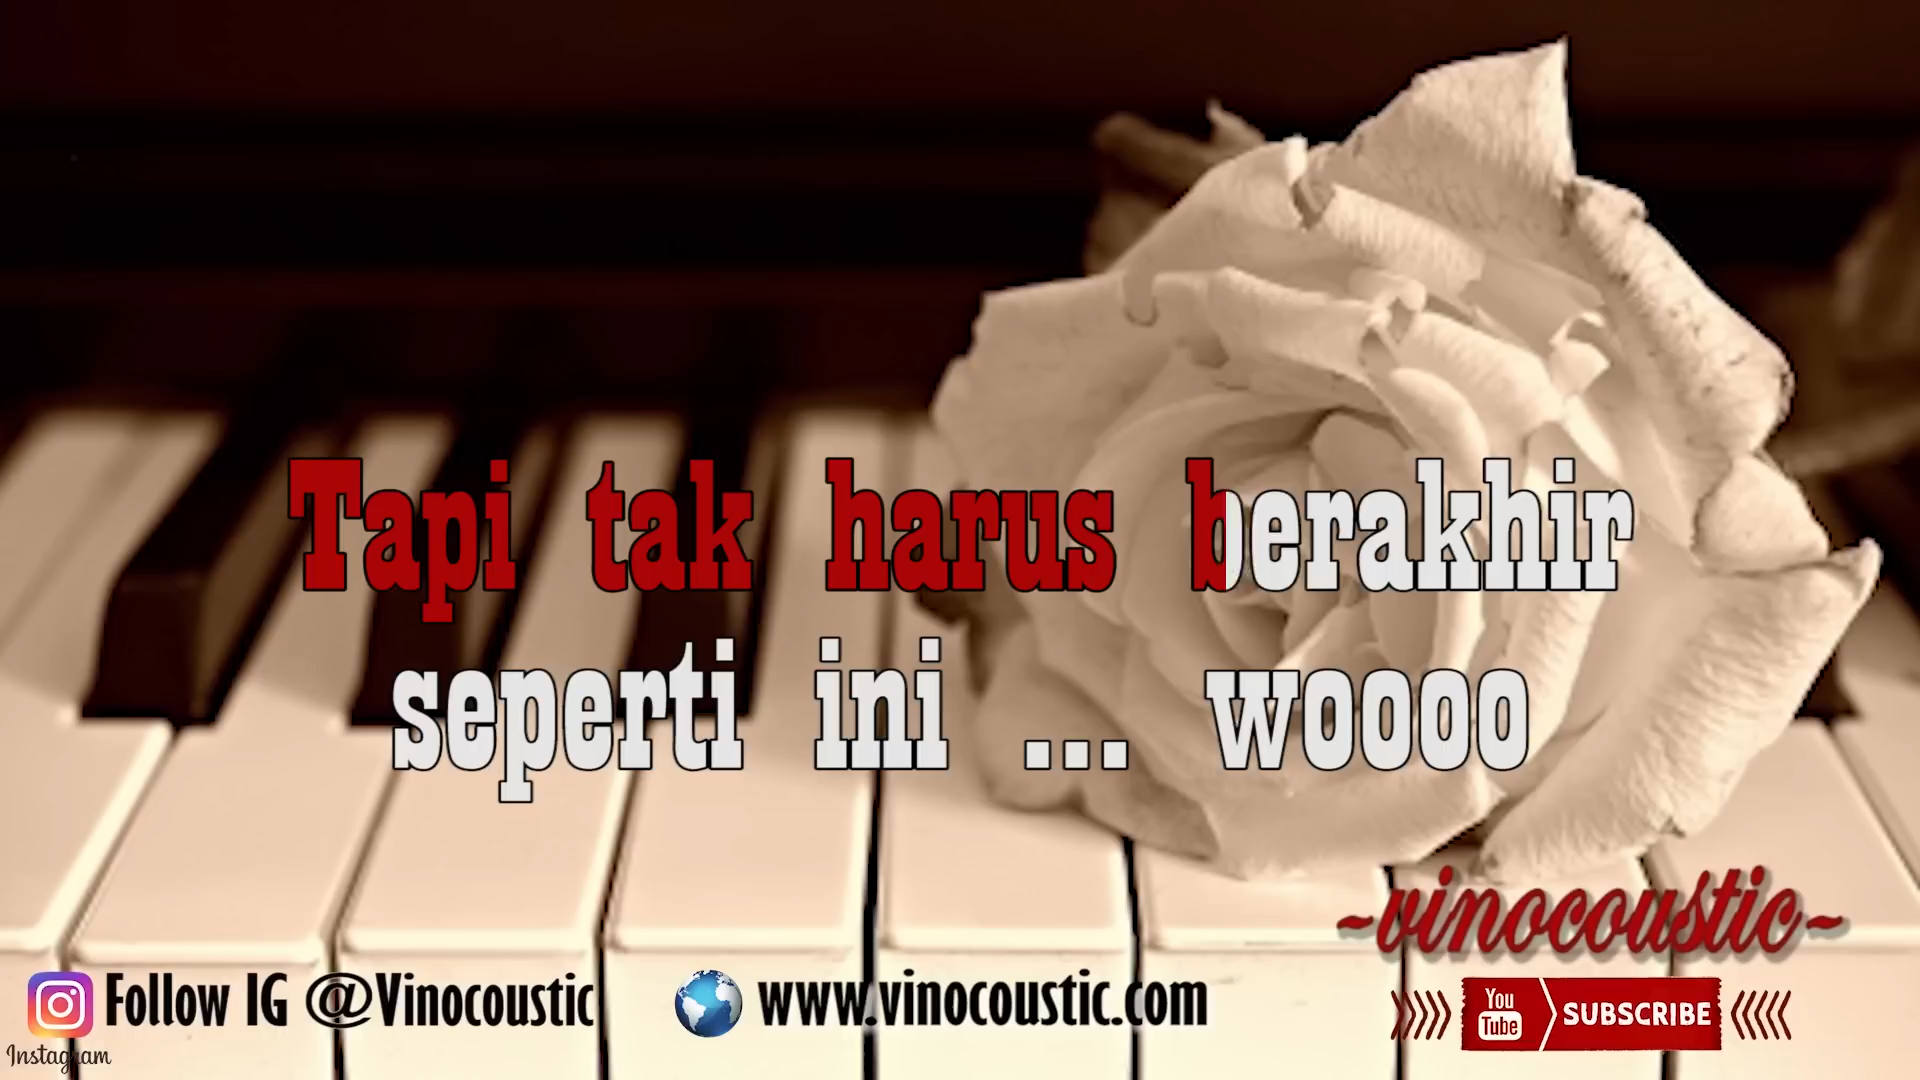 Tapi tak harus berakhir
seperti ini ... woooo
~vinocoustic~
Follow IG @Vinocoustic
www.vinocoustic.com
You Tube SUBSCRIBE
Instagram